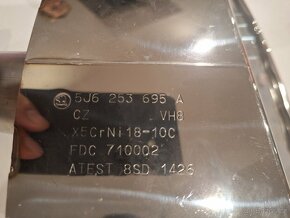 5J6 253 695 A
CZ VH8
X5CrNi18-10C
FDC 710002
ATEST 8SD 1426